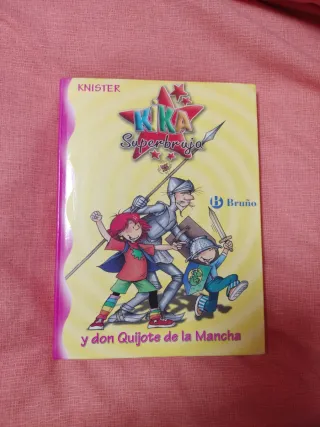 KNISTER
KiKA
Superbruja
B Bruño
y don Quijote de la Mancha